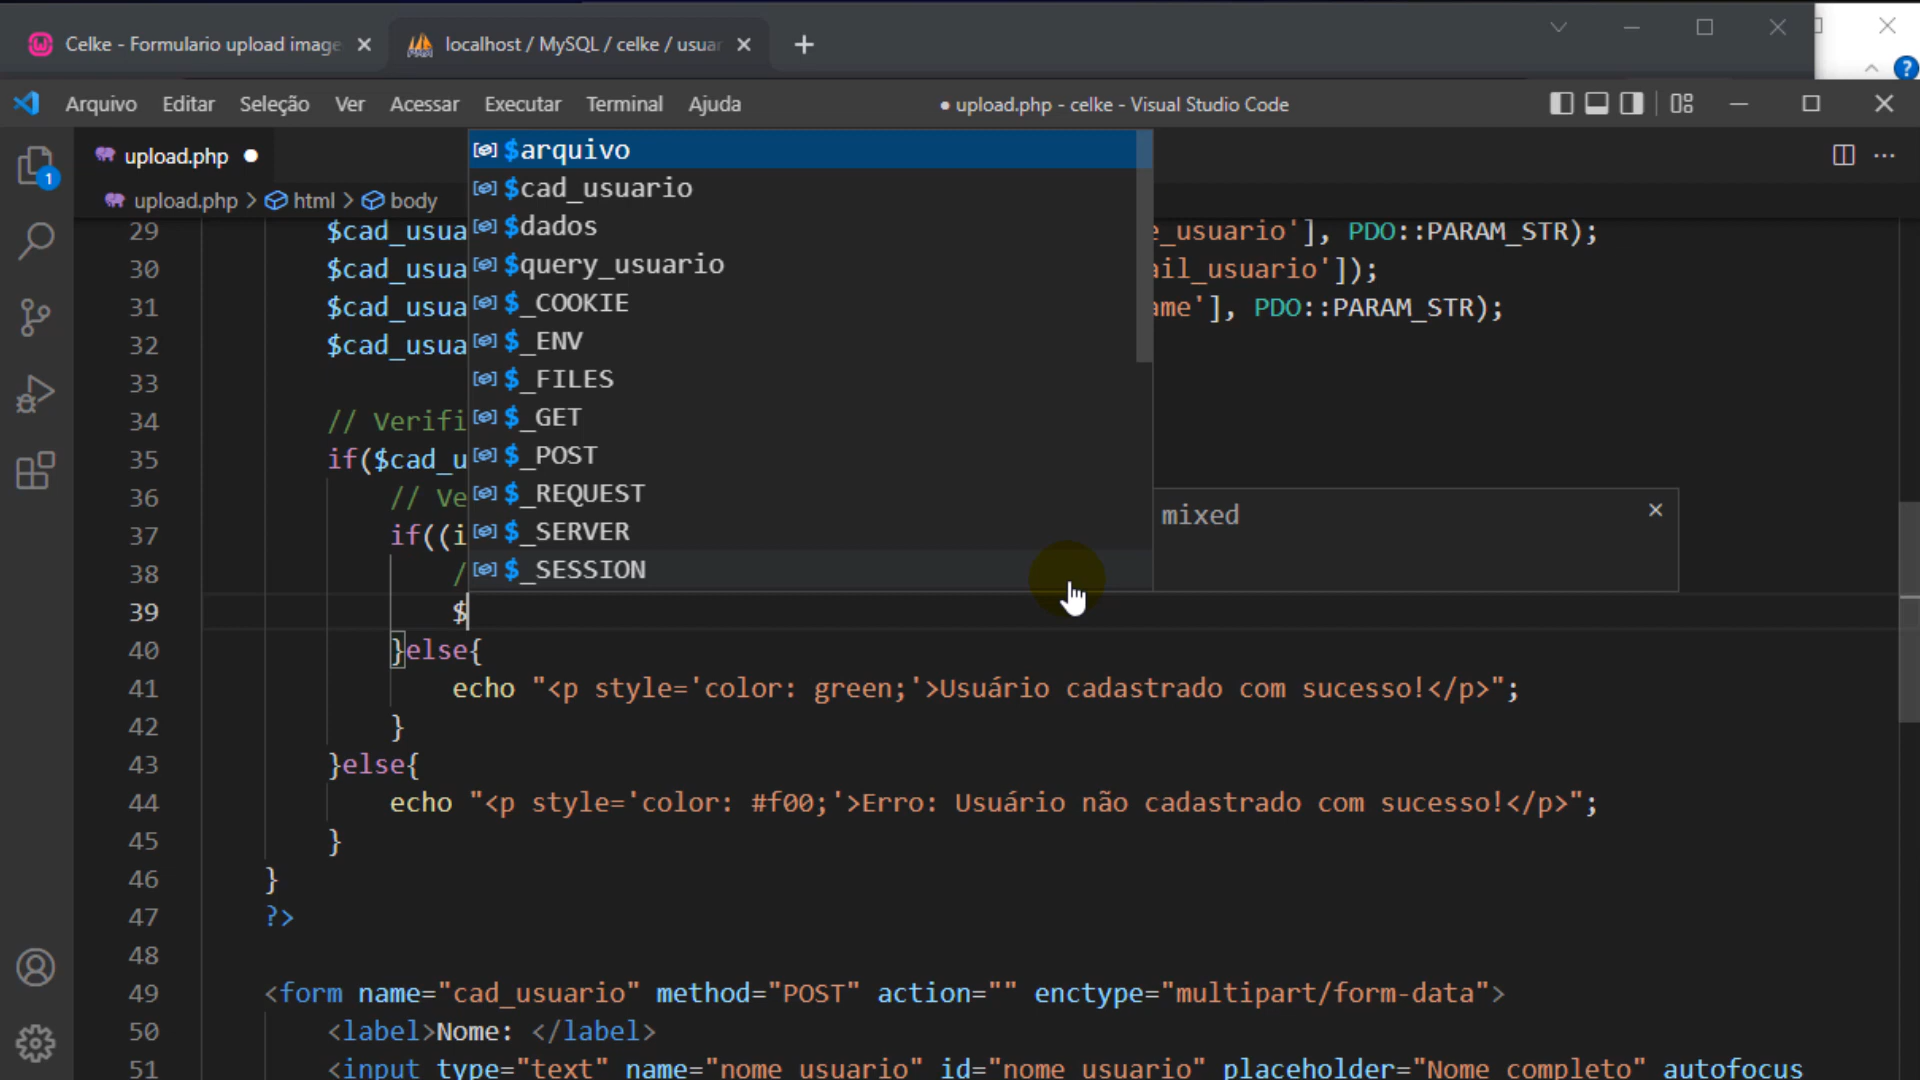 Celke - Formulario upload image
localhost / MySQL / celke / usuar
Arquivo Editar Seleção Ver Acessar Executar Terminal Ajuda
● upload.php - celke - Visual Studio Code
upload.php ●
upload.php > html > body
1
$arquivo
$cad_usuario
$dados
$query_usuario
$_COOKIE
$_ENV
$_FILES
$_GET
$_POST
$_REQUEST
$_SERVER
$_SESSION
mixed
29 $cad_usua e_usuario'], PDO::PARAM_STR);
30 $cad_usua ail_usuario']);
31 $cad_usua ame'], PDO::PARAM_STR);
32 $cad_usua
33
34 // Verifi
35 if($cad_u
36 // Ve
37 if((i
38 /
39 $
40 }else{
41 echo "<p style='color: green;'>Usuário cadastrado com sucesso!</p>";
42 }
43 }else{
44 echo "<p style='color: #f00;'>Erro: Usuário não cadastrado com sucesso!</p>";
45 }
46 }
47 ?>
48
49 <form name="cad_usuario" method="POST" action="" enctype="multipart/form-data">
50 <label>Nome: </label>
51 <input type="text" name="nome_usuario" id="nome_usuario" placeholder="Nome completo" autofocus